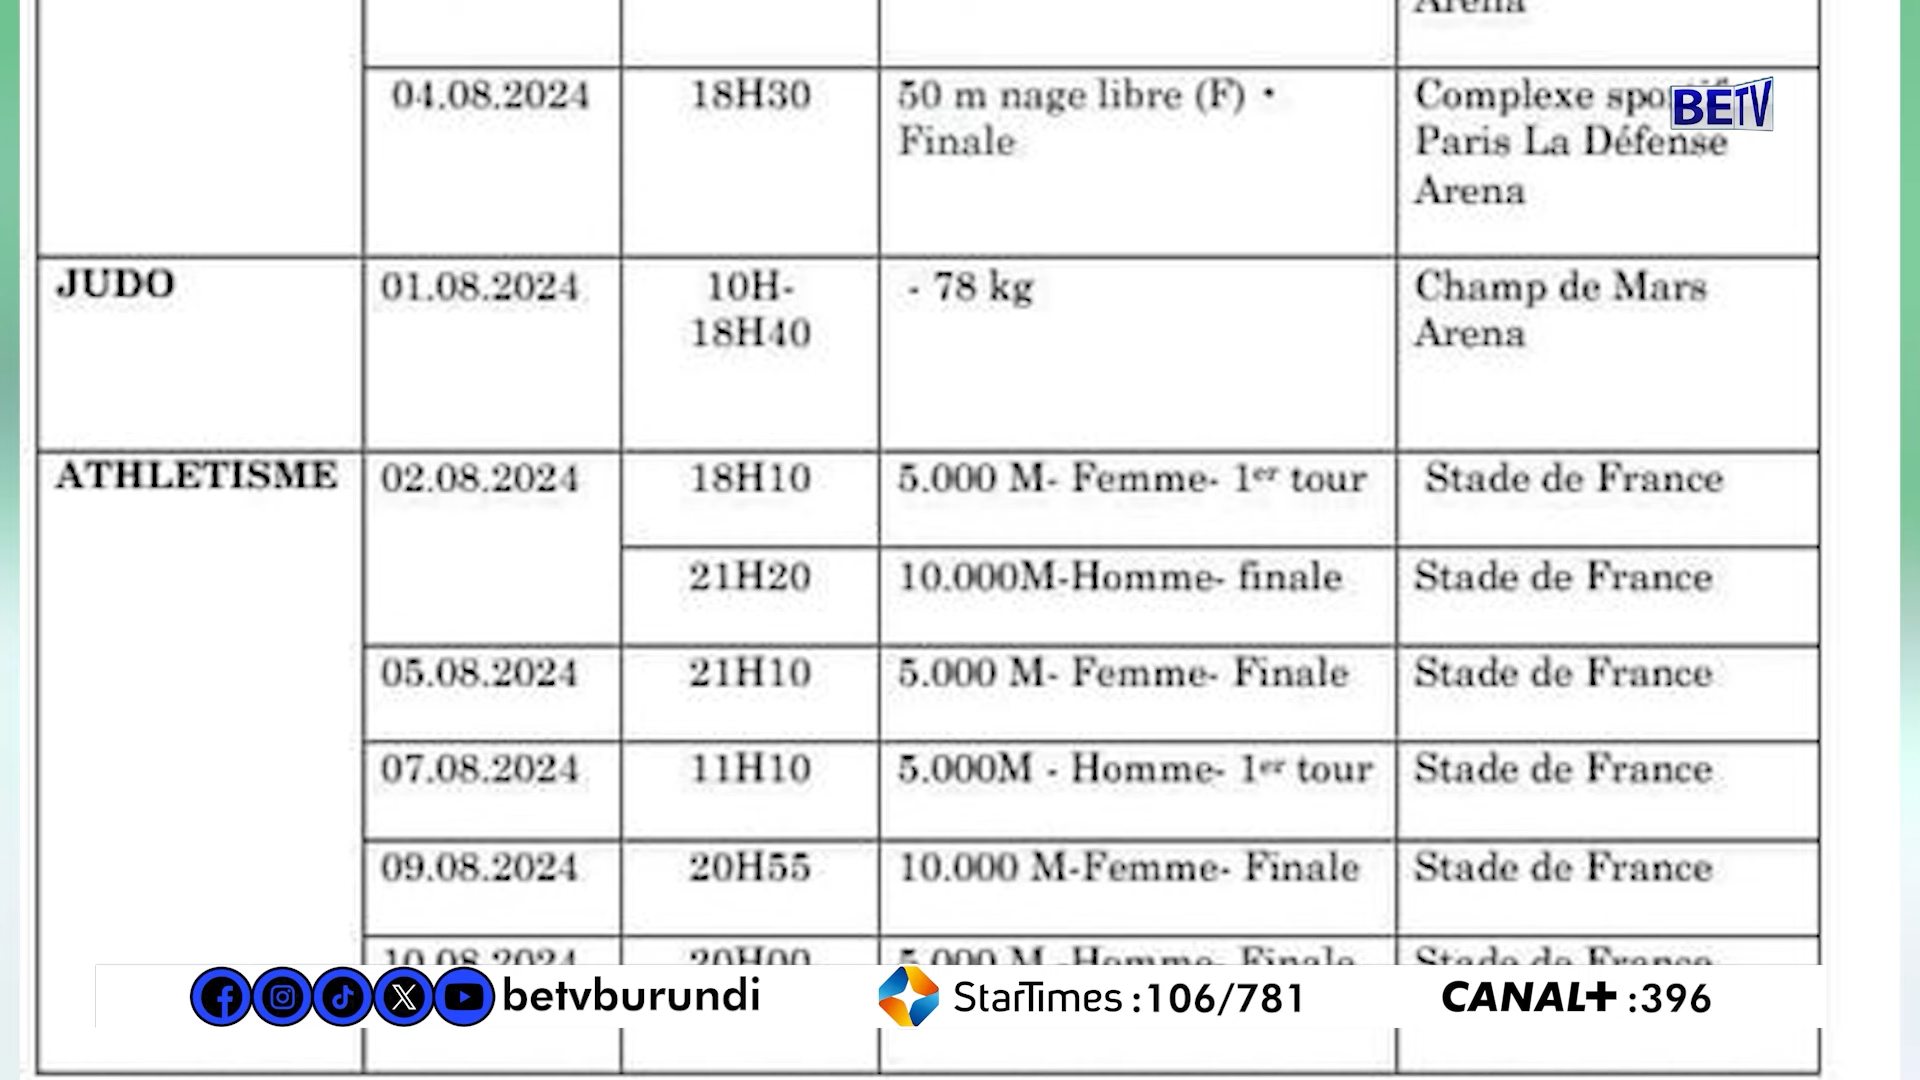 Arena
04.08.2024
18H30
50 m nage libre (F) •
Finale
Complexe
Paris La Défense
Arena
BETV
JUDO
01.08.2024
10H-
18H40
- 78 kg
Champ de Mars
Arena
ATHLETISME
02.08.2024
18H10
5.000 M- Femme- 1er tour
Stade de France
21H20
10.000M-Homme- finale
Stade de France
05.08.2024
21H10
5.000 M- Femme- Finale
Stade de France
07.08.2024
11H10
5.000M - Homme- 1er tour
Stade de France
09.08.2024
20H55
10.000 M-Femme- Finale
Stade de France
10.08.2024
20H00
5.000 M -Homme- Finale
Stade de France
betvburundi
StarTimes :106/781
CANAL+ :396